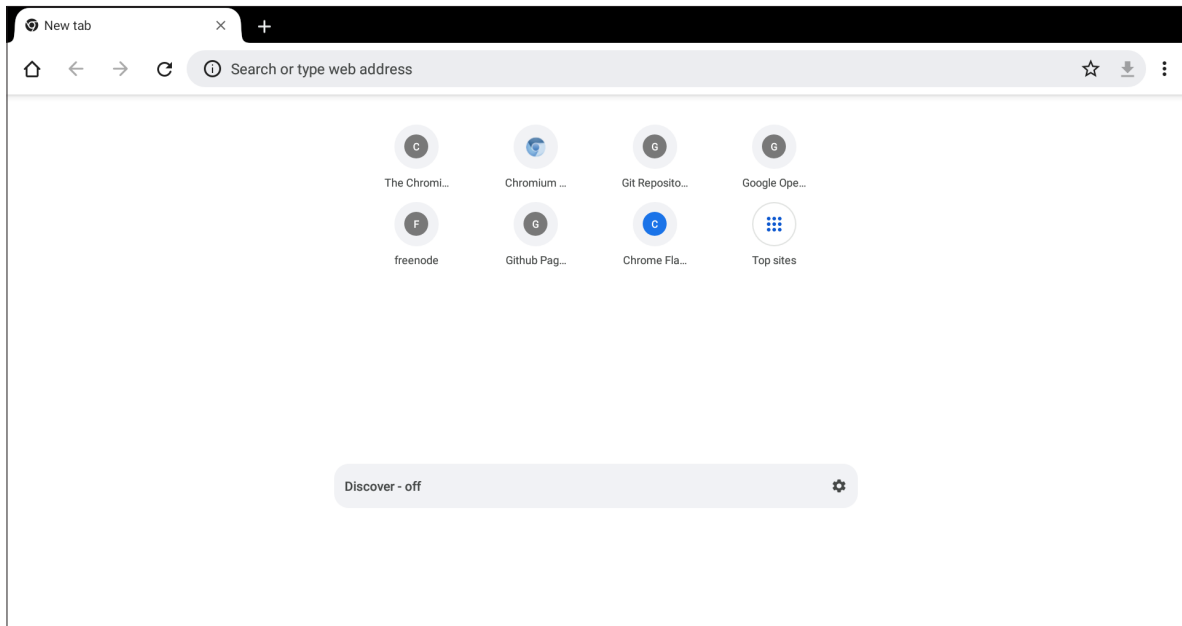 New tab
Search or type web address
C
G
G
The Chromi...
Chromium ...
Git Reposito...
Google Ope...
F
G
C
freenode
Github Pag...
Chrome Fla...
Top sites
Discover - off